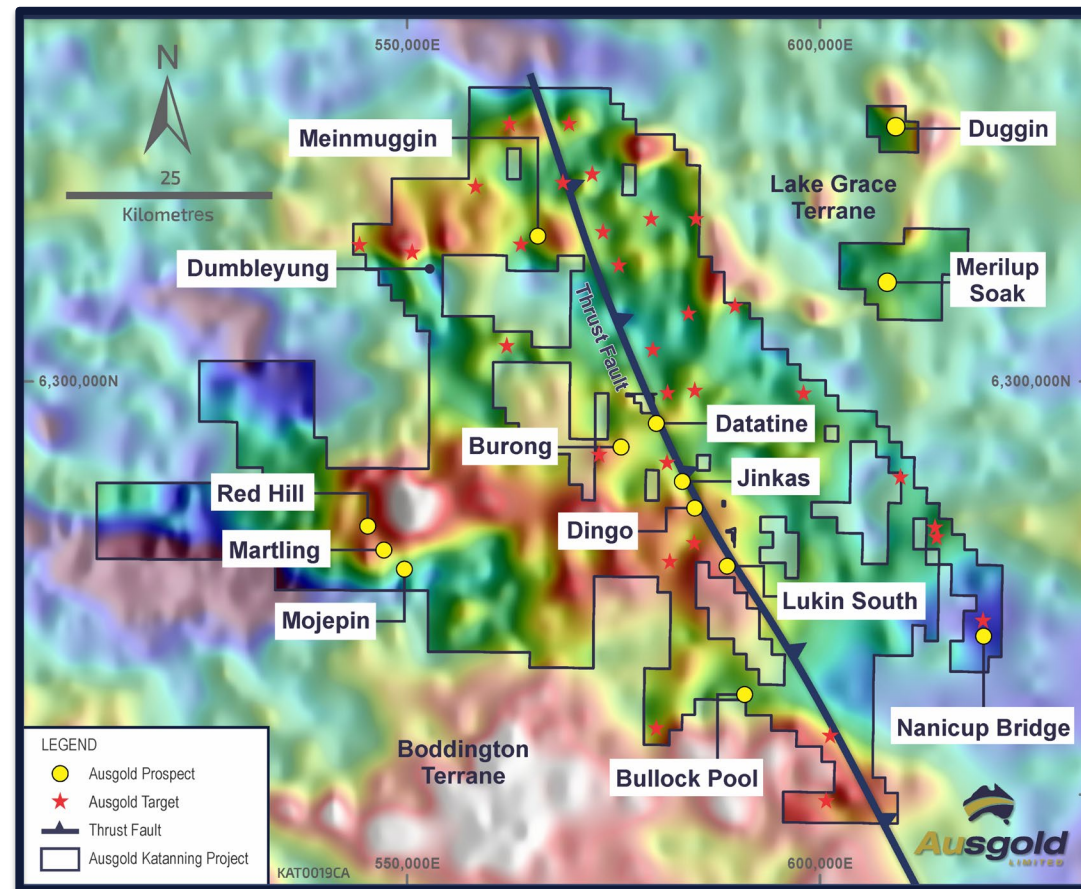 550,000E
600,000E
N
25
Kilometres
Meinmuggin
Duggin
Lake Grace
Terrane
Dumbleyung
Merilup
Soak
Thrust Fault
6,300,000N
6,300,000N
Datatine
Burong
Jinkas
Red Hill
Dingo
Martling
Lukin South
Mojepin
Nanicup Bridge
Boddington
Terrane
Bullock Pool
LEGEND
Ausgold Prospect
Ausgold Target
Thrust Fault
Ausgold Katanning Project
KAT0019CA
550,000E
600,000E
Ausgold
LIMITED